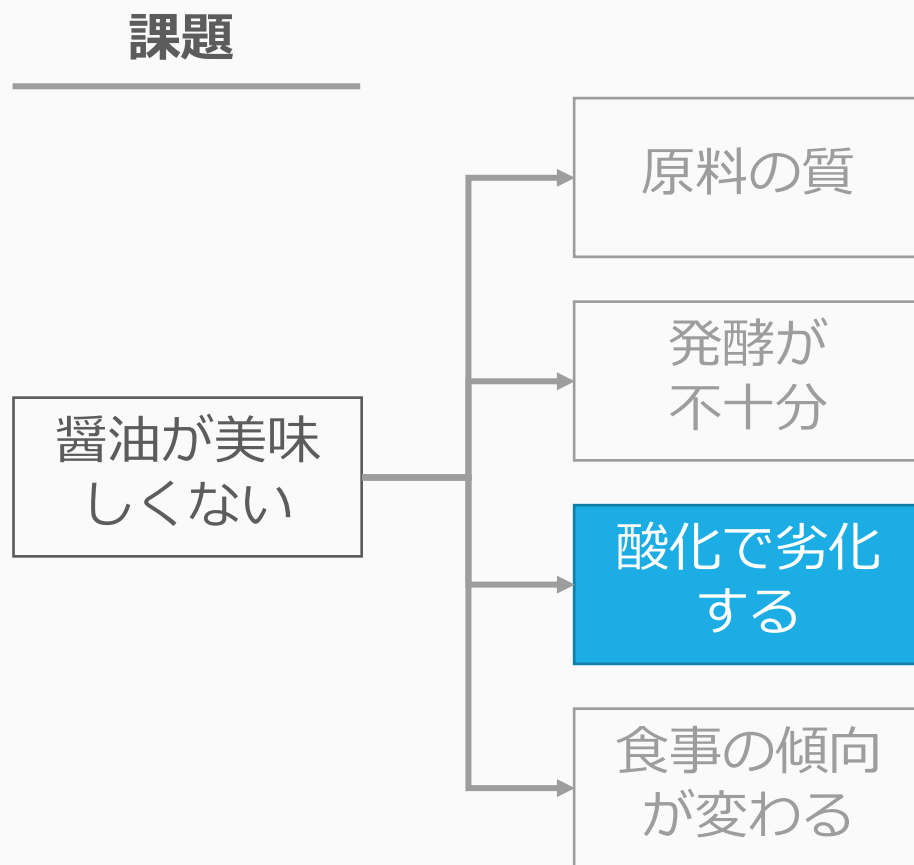 課題
原料の質
発酵が
不十分
醤油が美味
しくない
酸化で劣化
する
食事の傾向
が変わる